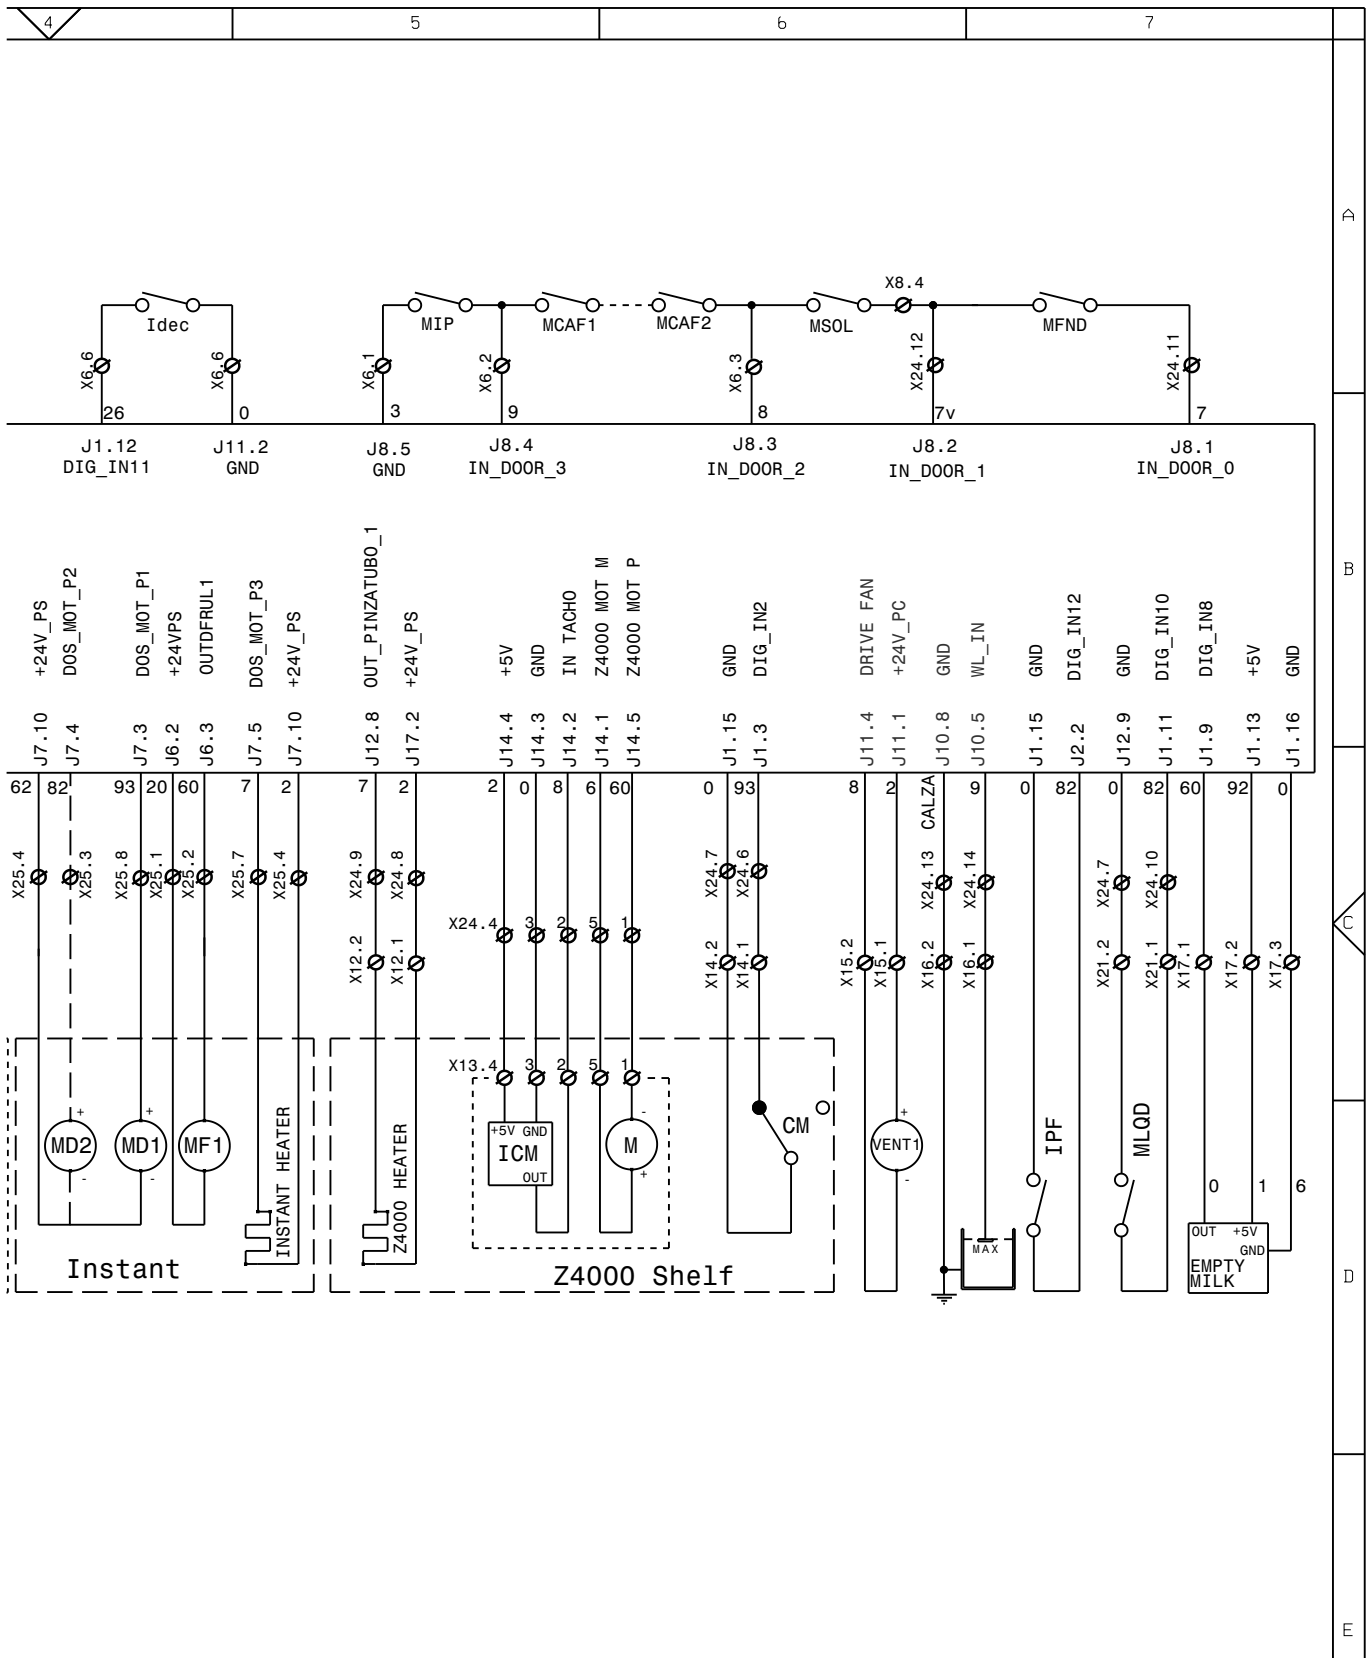 4 5 6 7
A
X8.4
Idec MIP MCAF1 MCAF2 MSOL MFND
X6.6 X6.6 X6.1 X6.2 X6.3 X24.12 X24.11
26 0 3 9 8 7v 7
J1.12 J11.2 J8.5 J8.4 J8.3 J8.2 J8.1
DIG_IN11 GND GND IN_DOOR_3 IN_DOOR_2 IN_DOOR_1 IN_DOOR_0
B
+24V_PS DOS_MOT_P2 DOS_MOT_P1 +24VPS OUTDFRUL1 DOS_MOT_P3 +24V_PS OUT_PINZATUBO_1 +24V_PS +5V GND IN TACHO Z4000 MOT M Z4000 MOT P GND DIG_IN2 DRIVE FAN +24V_PC GND WL_IN GND DIG_IN12 GND DIG_IN10 DIG_IN8 +5V GND
J7.10 J7.4 J7.3 J6.2 J6.3 J7.5 J7.10 J12.8 J17.2 J14.4 J14.3 J14.2 J14.1 J14.5 J1.15 J1.3 J11.4 J11.1 J10.8 J10.5 J1.15 J2.2 J12.9 J1.11 J1.9 J1.13 J1.16
62 82 93 20 60 7 2 7 2 2 0 8 6 60 0 93 8 2 CALZA 9 0 82 0 82 60 92 0
X25.4 X25.3 X25.8 X25.1 X25.2 X25.7 X25.4 X24.9 X24.8 X24.7 X24.6 X24.13 X24.14 X24.7 X24.10
X24.4 3 2 5 1
C
X12.2 X12.1 X14.2 X14.1 X15.2 X15.1 X16.2 X16.1 X21.2 X21.1 X17.1 X17.2 X17.3
X13.4 3 2 5 1
+ + - +
MD2 MD1 MF1 INSTANT HEATER Z4000 HEATER
+5V GND
ICM
OUT
M CM VENT1 IPF MLQD
- - + -
0 1 6
MAX
OUT +5V
GND
EMPTY
MILK
Instant Z4000 Shelf
D
E